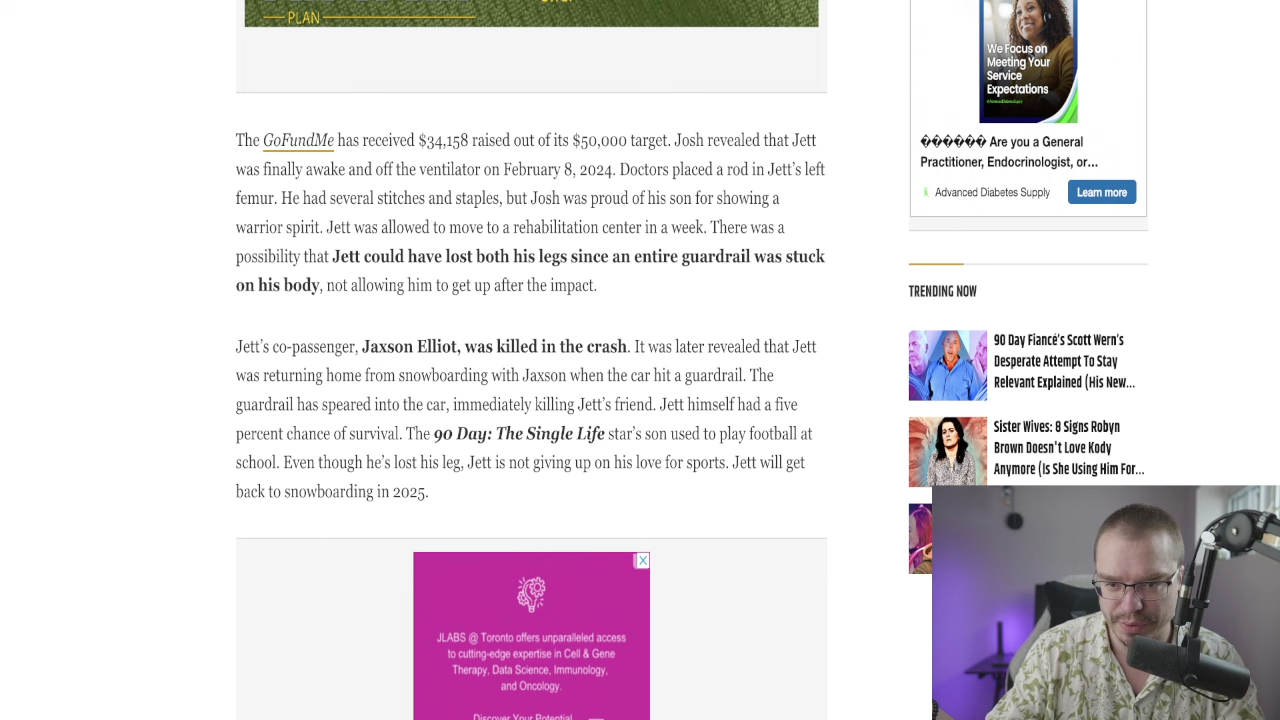 PLAN
The GoFundMe has received $34,158 raised out of its $50,000 target. Josh revealed that Jett
was finally awake and off the ventilator on February 8, 2024. Doctors placed a rod in Jett's left
femur. He had several stitches and staples, but Josh was proud of his son for showing a
warrior spirit. Jett was allowed to move to a rehabilitation center in a week. There was a
possibility that Jett could have lost both his legs since an entire guardrail was stuck
on his body, not allowing him to get up after the impact.
Jett's co-passenger, Jaxson Elliot, was killed in the crash. It was later revealed that Jett
was returning home from snowboarding with Jaxson when the car hit a guardrail. The
guardrail has speared into the car, immediately killing Jett's friend. Jett himself had a five
percent chance of survival. The 90 Day: The Single Life star's son used to play football at
school. Even though he's lost his leg, Jett is not giving up on his love for sports. Jett will get
back to snowboarding in 2025.
JLABS @ Toronto offers unparalleled access
to cutting-edge expertise in Cell & Gene
Therapy, Data Science, Immunology,
and Oncology.
Discover Your Potential
We Focus on
Meeting Your
Service
Expectations
������ Are you a General
Practitioner, Endocrinologist, or...
Advanced Diabetes Supply
Learn more
TRENDING NOW
90 Day Fiancé's Scott Wern's
Desperate Attempt To Stay
Relevant Explained (His New...
Sister Wives: 8 Signs Robyn
Brown Doesn't Love Kody
Anymore (Is She Using Him For...